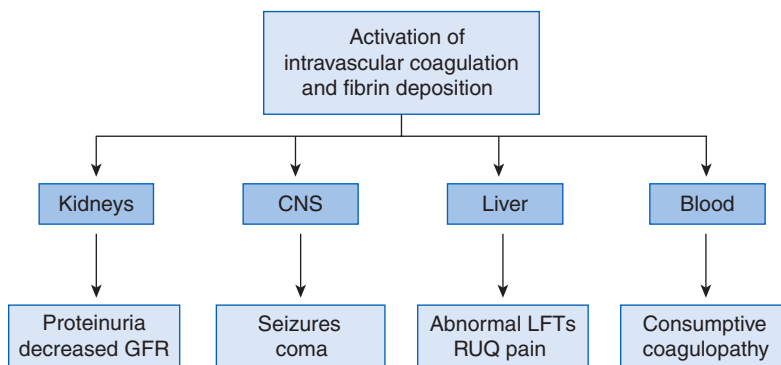 Activation of
intravascular coagulation
and fibrin deposition
Kidneys
CNS
Liver
Blood
Proteinuria
decreased GFR
Seizures
coma
Abnormal LFTs
RUQ pain
Consumptive
coagulopathy